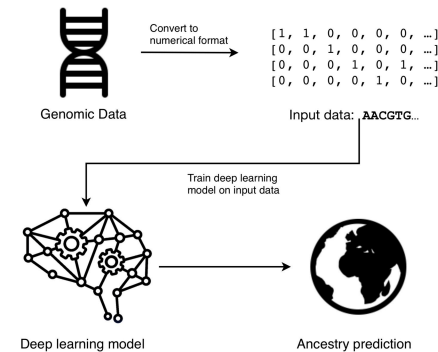 Convert to
numerical format
[1, 1, 0, 0, 0, 0, …]
[0, 0, 1, 0, 0, 0, …]
[0, 0, 0, 1, 0, 1, …]
[0, 0, 0, 0, 1, 0, …]
Genomic Data
Input data: AACGTG…
Train deep learning
model on input data
Deep learning model
Ancestry prediction